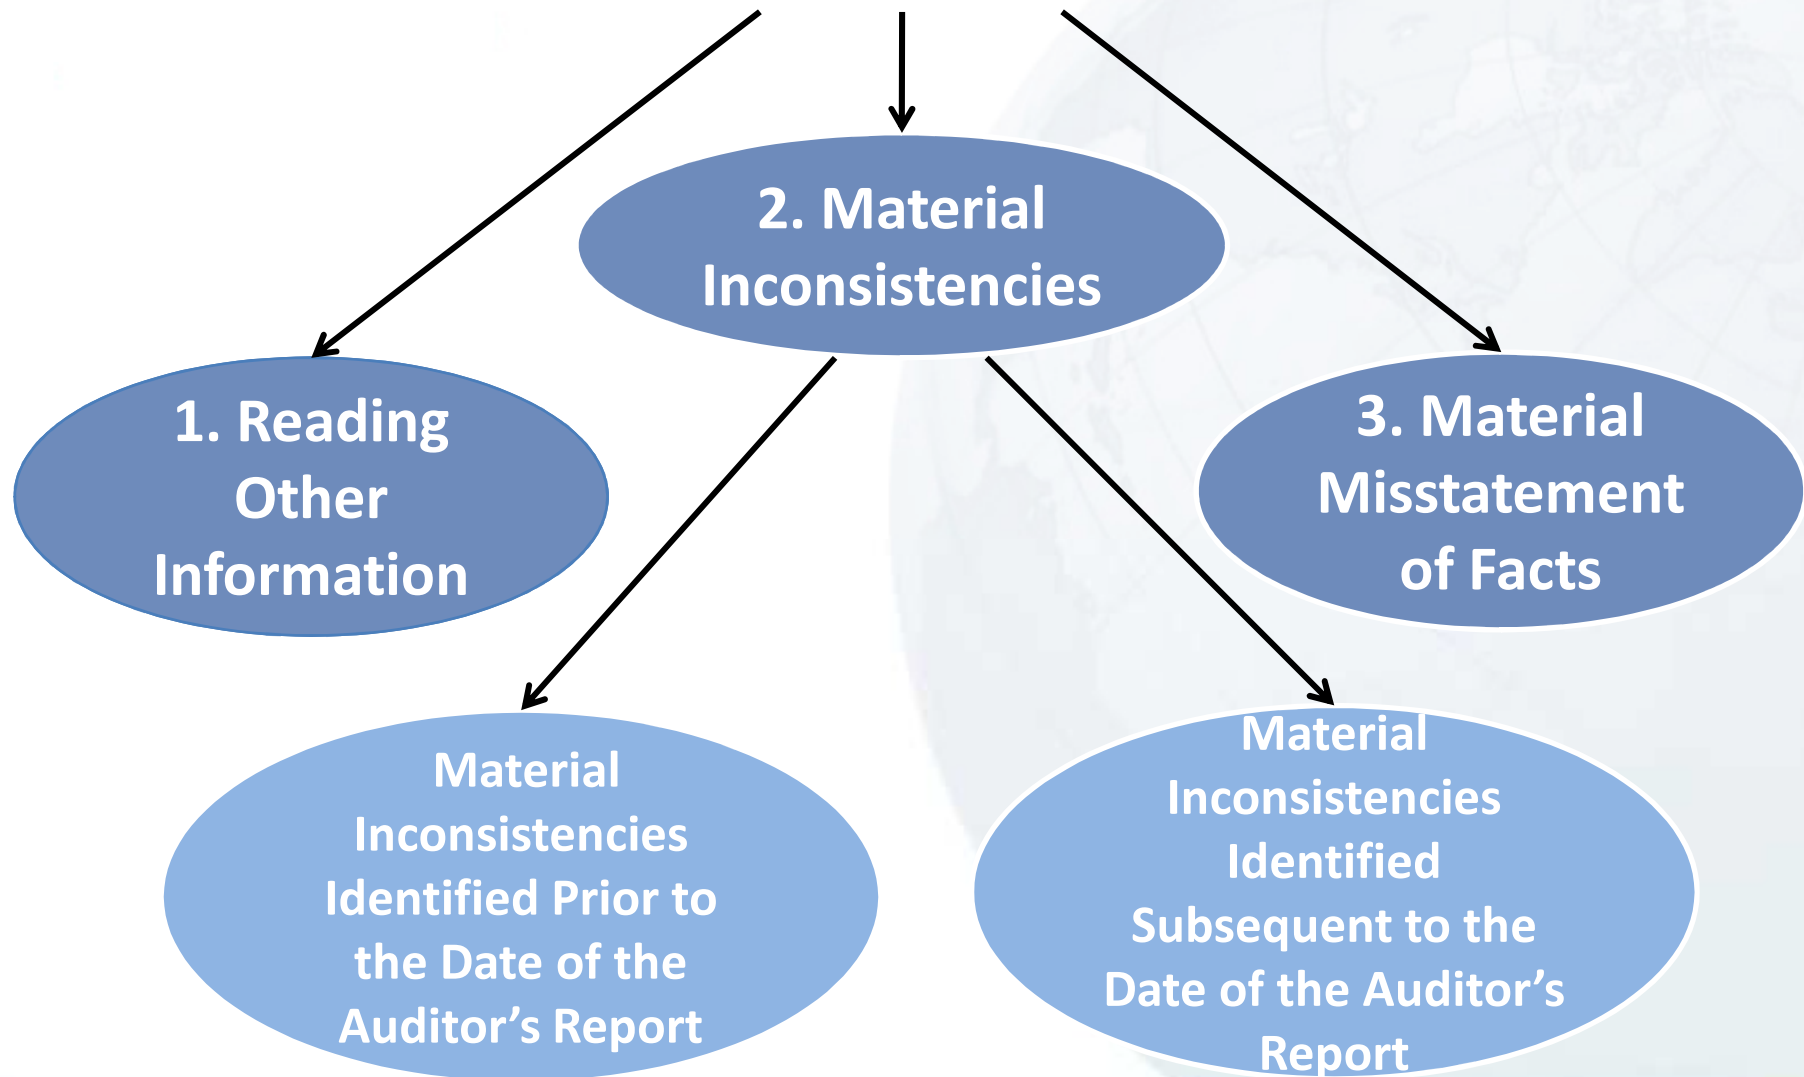 2. Material
Inconsistencies
1. Reading
Other
Information
3. Material
Misstatement
of Facts
Material
Inconsistencies
Identified Prior to
the Date of the
Auditor’s Report
Material
Inconsistencies
Identified
Subsequent to the
Date of the Auditor’s
Report